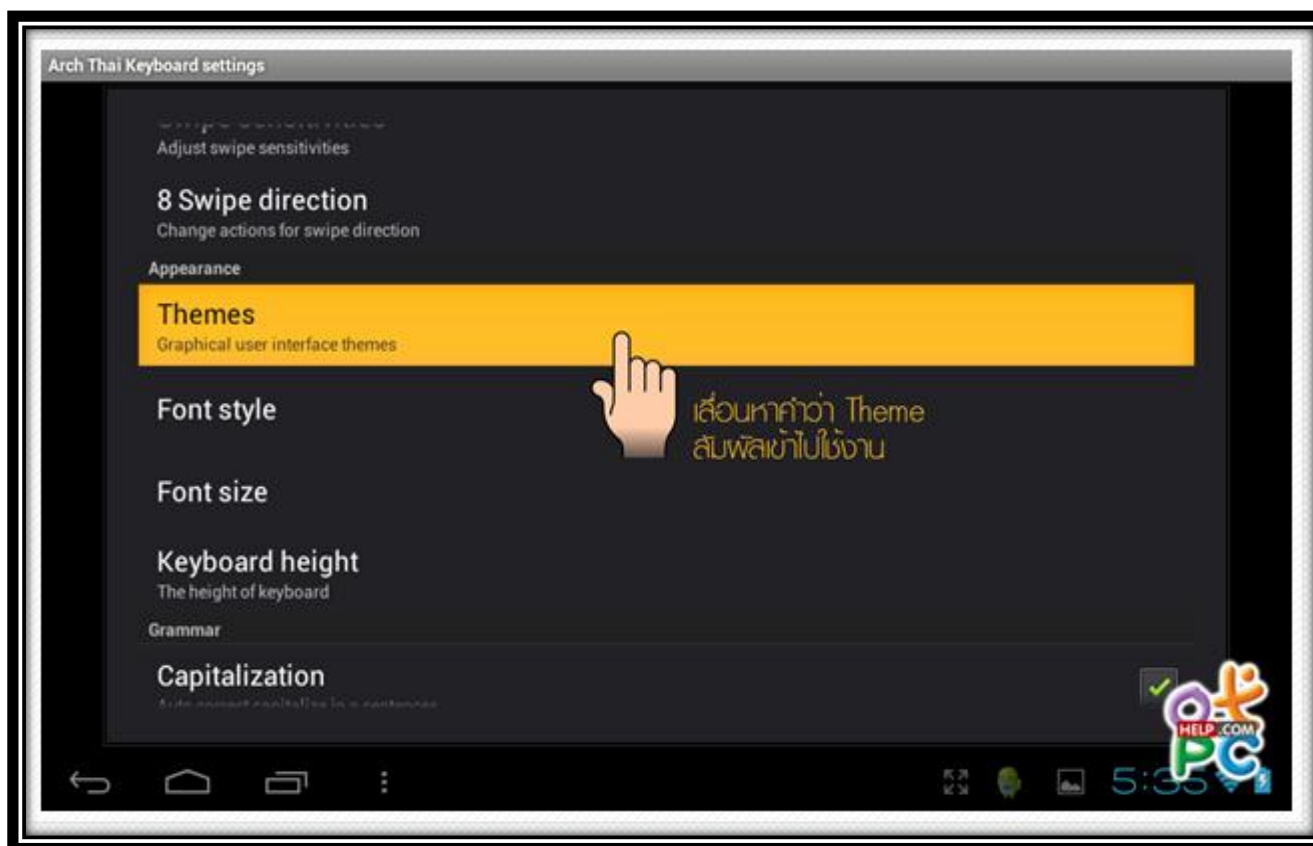 Arch Thai Keyboard settings
Adjust swipe sensitivities
8 Swipe direction
Change actions for swipe direction
Appearance
Themes
Graphical user interface themes
เลื่อนหาคำว่า Theme
สัมผัสเข้าไปใช้งาน
Font style
Font size
Keyboard height
The height of keyboard
Grammar
Capitalization
HELP.COM
PC
5:35